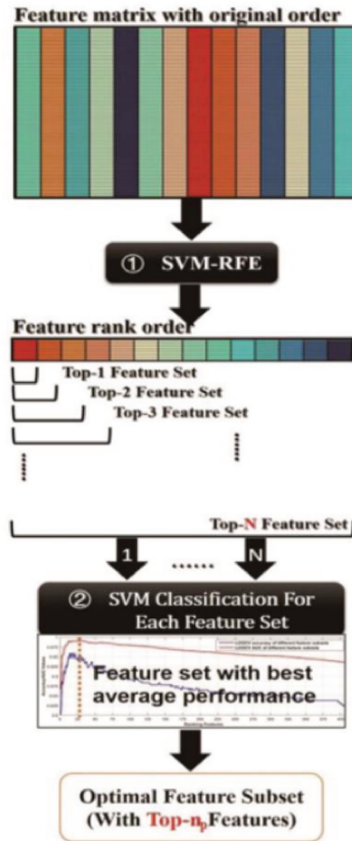 Feature matrix with original order
① SVM-RFE
Feature rank order
Top-1 Feature Set
Top-2 Feature Set
Top-3 Feature Set
Top-N Feature Set
1 ...... N
② SVM Classification For
Each Feature Set
Feature set with best
average performance
Optimal Feature Subset
(With Top-npFeatures)